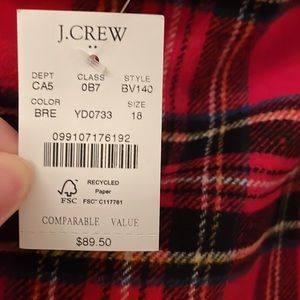 J.CREW
DEPT CLASS STYLE
CA5 0B7 BV140
COLOR SIZE
BRE YD0733 18
099107176192
FSC
RECYCLED
Paper
FSC™ C117781
COMPARABLE VALUE
$89.50